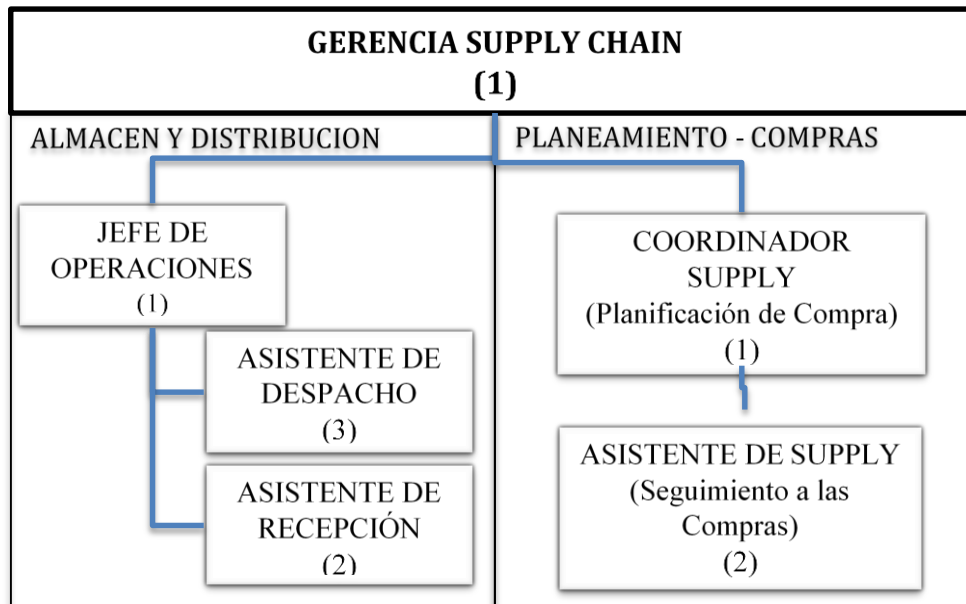 GERENCIA SUPPLY CHAIN
(1)
ALMACEN Y DISTRIBUCION
JEFE DE
OPERACIONES
(1)
ASISTENTE DE
DESPACHO
(3)
ASISTENTE DE
RECEPCIÓN
(2)
PLANEAMIENTO - COMPRAS
COORDINADOR
SUPPLY
(Planificación de Compra)
(1)
ASISTENTE DE SUPPLY
(Seguimiento a las
Compras)
(2)